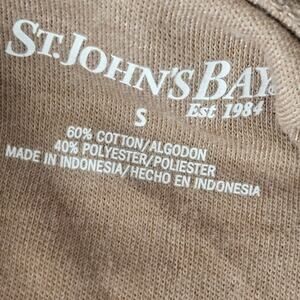 ST. JOHN'S BAY
Est 1984
S
60% COTTON/ALGODON
40% POLYESTER/POLIESTER
MADE IN INDONESIA/HECHO EN INDONESIA